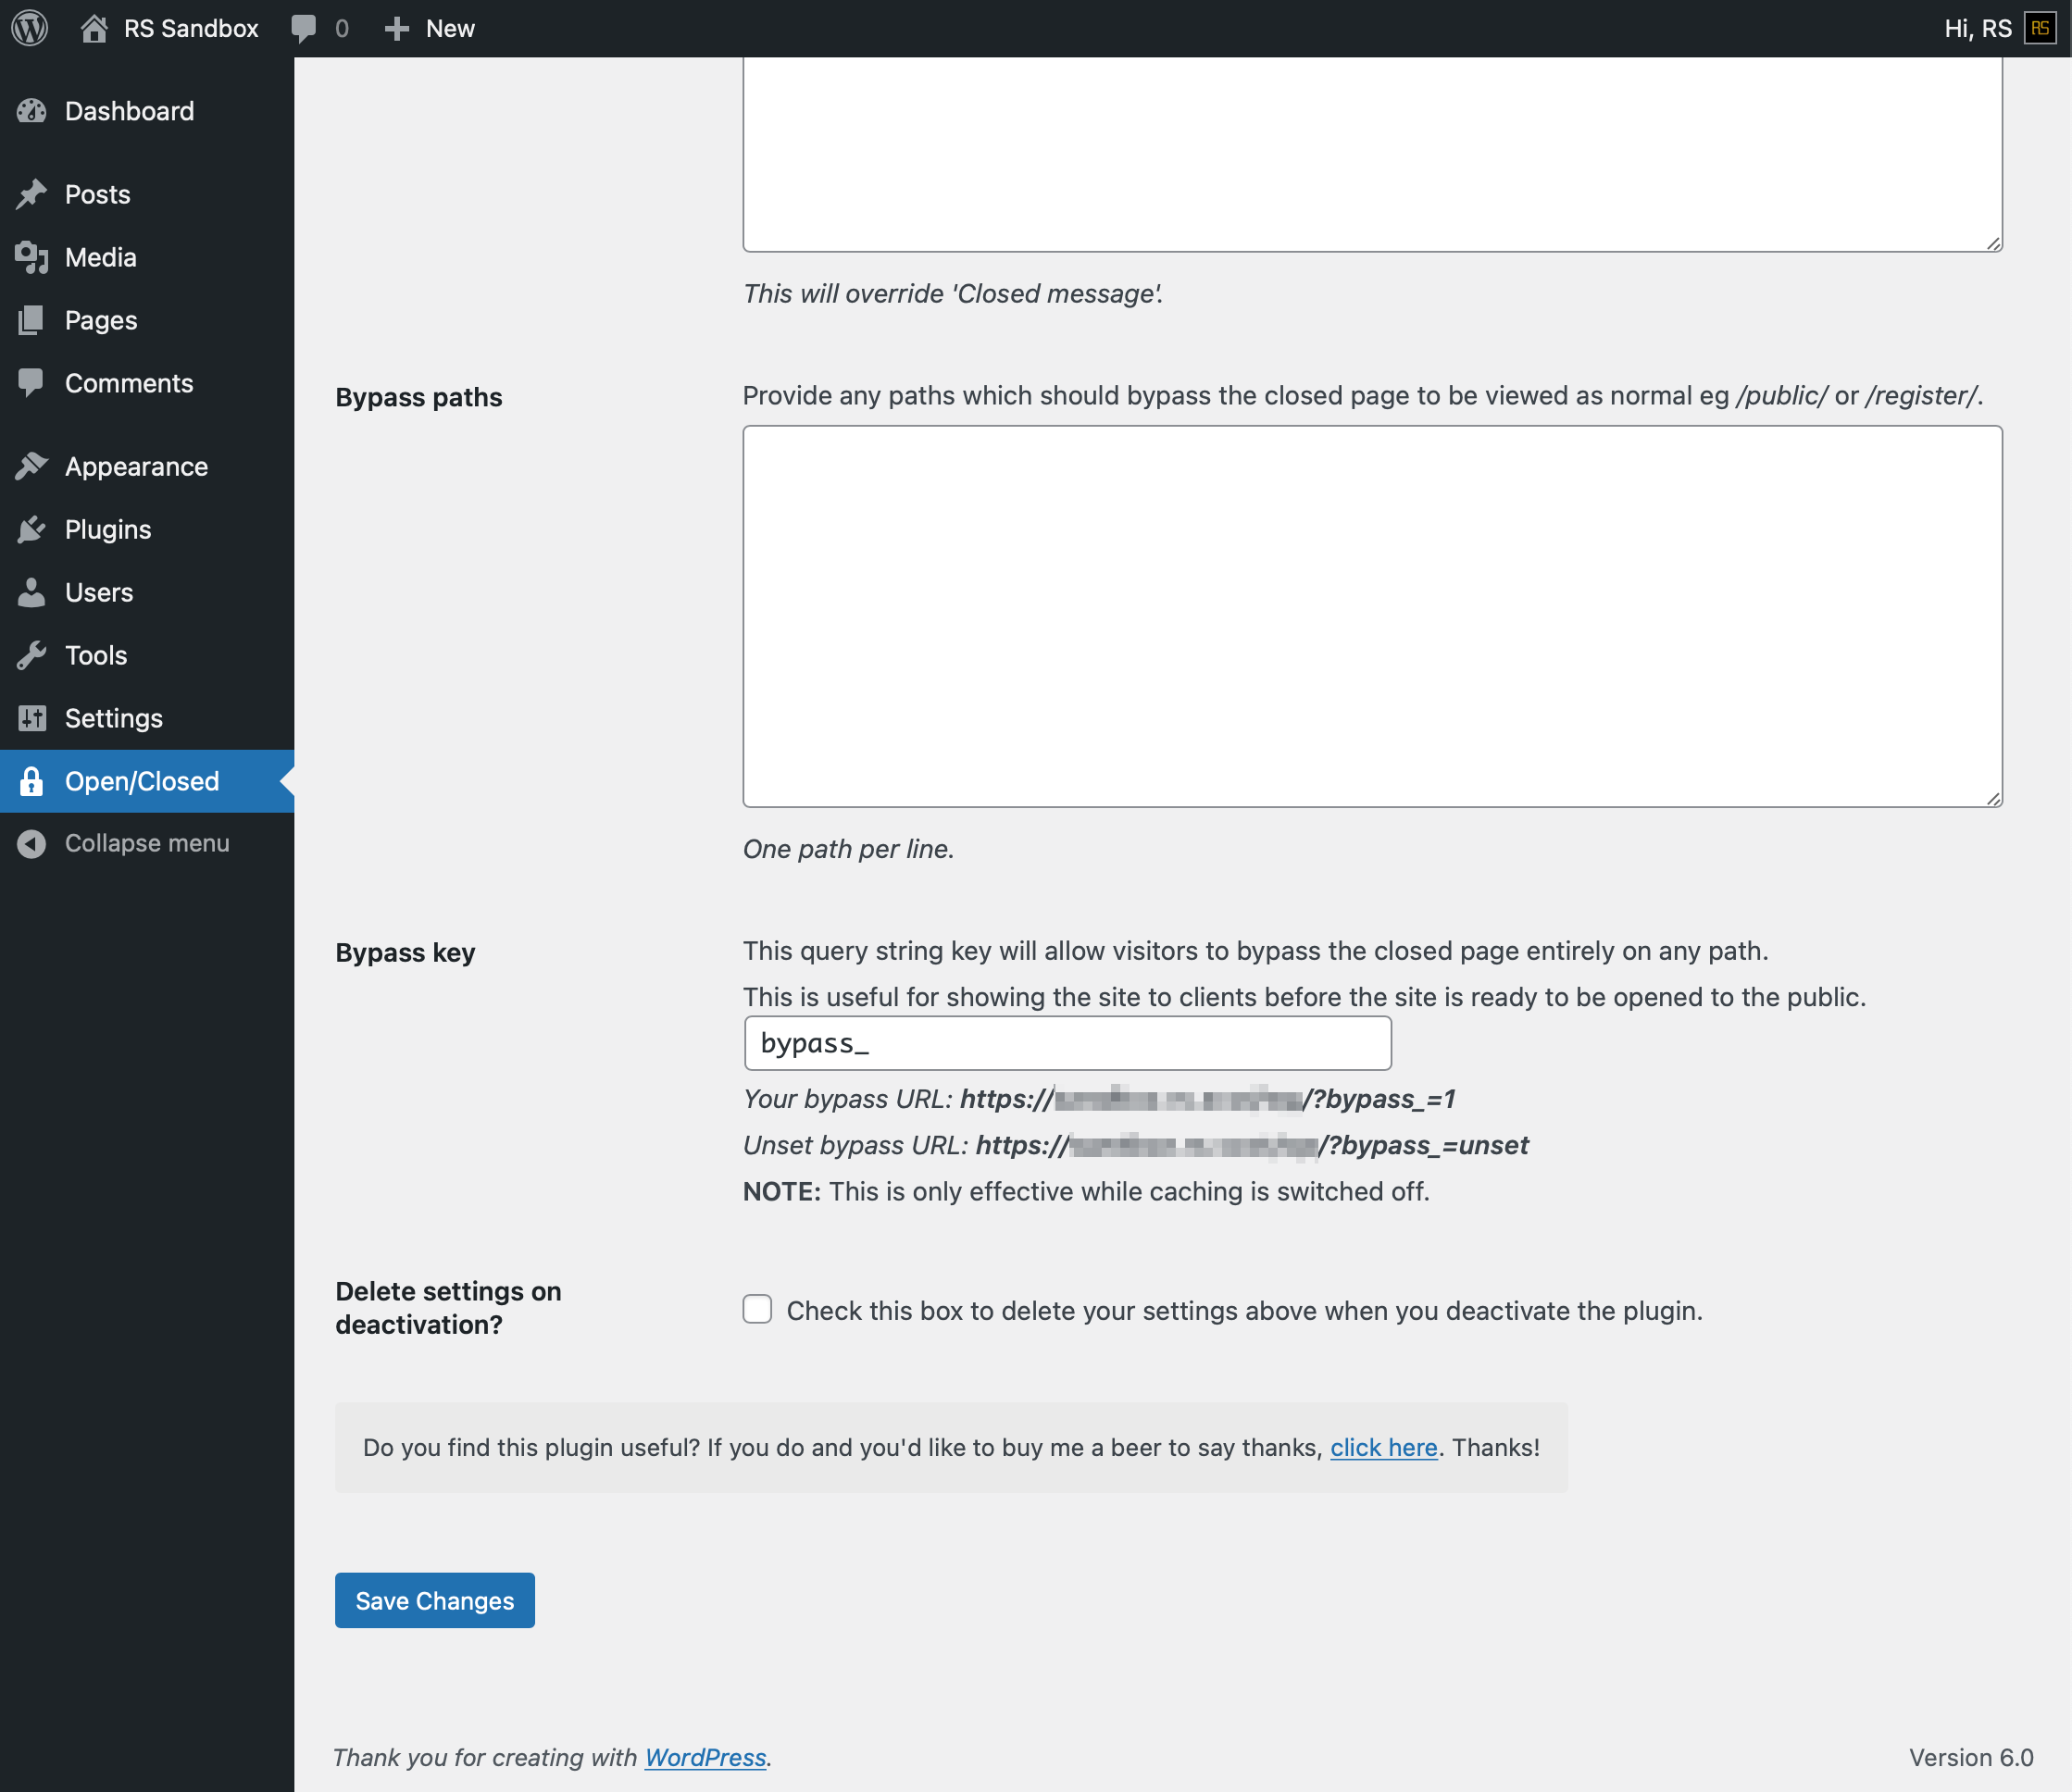 RS Sandbox 0 New Hi, RS RS
Dashboard
Posts
Media
Pages
Comments
Appearance
Plugins
Users
Tools
Settings
Open/Closed
Collapse menu
This will override 'Closed message'.
Bypass paths
Provide any paths which should bypass the closed page to be viewed as normal eg /public/ or /register/.
One path per line.
Bypass key
This query string key will allow visitors to bypass the closed page entirely on any path.
This is useful for showing the site to clients before the site is ready to be opened to the public.
bypass_
Your bypass URL: https:// /?bypass_=1
Unset bypass URL: https:// /?bypass_=unset
NOTE: This is only effective while caching is switched off.
Delete settings on
deactivation?
Check this box to delete your settings above when you deactivate the plugin.
Do you find this plugin useful? If you do and you'd like to buy me a beer to say thanks, click here. Thanks!
Save Changes
Thank you for creating with WordPress.
Version 6.0